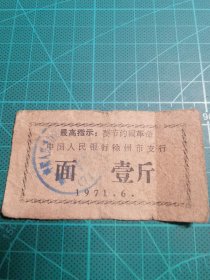 最高指示：要节约闹革命
中国人民银行徐州市支行
面 壹斤
1971.6.